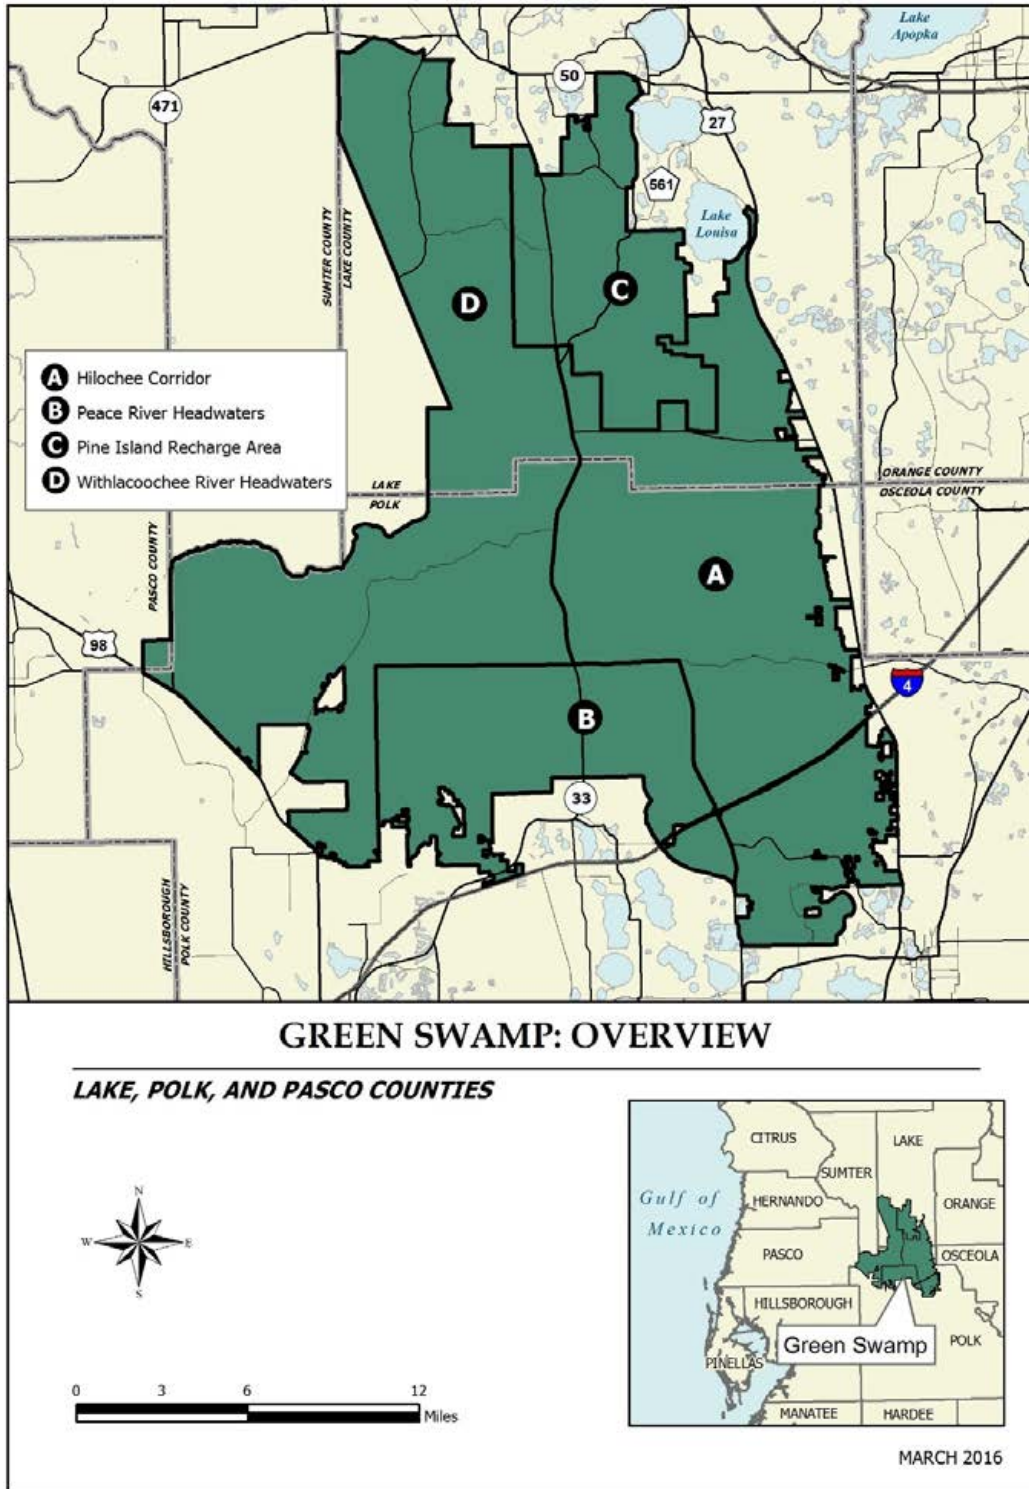 Lake
Apopka
50
471
27
561
Lake
Louisa
SUMTER COUNTY
LAKE COUNTY
D
C
A Hilochee Corridor
B Peace River Headwaters
C Pine Island Recharge Area
D Withlacoochee River Headwaters
LAKE
POLK
ORANGE COUNTY
OSCEOLA COUNTY
PASCO COUNTY
A
98
4
B
33
HILLSBOROUGH
POLK COUNTY
GREEN SWAMP: OVERVIEW
LAKE, POLK, AND PASCO COUNTIES
N
W E
S
0 3 6 12
Miles
CITRUS
LAKE
SUMTER
Gulf of
Mexico
HERNANDO
ORANGE
PASCO
OSCEOLA
HILLSBOROUGH
Green Swamp
POLK
PINELLAS
MANATEE
HARDEE
MARCH 2016